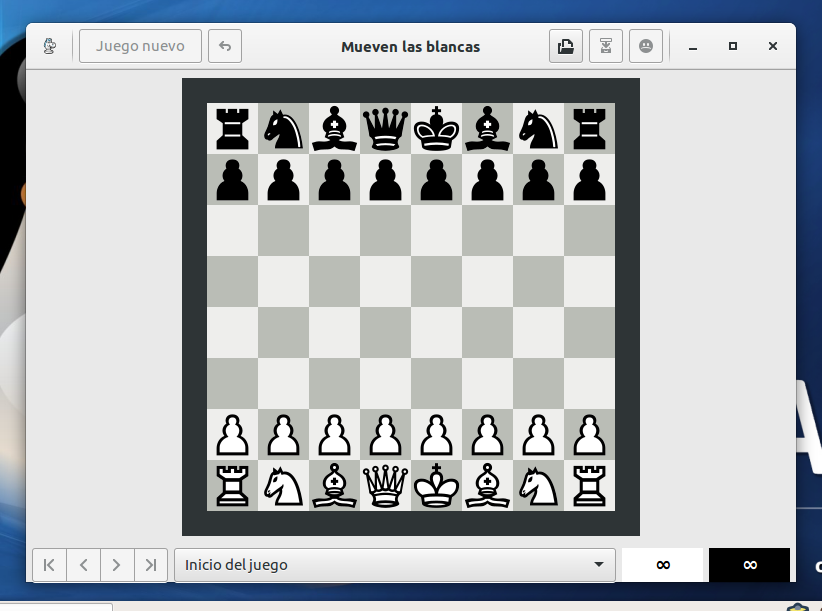 Juego nuevo
Mueven las blancas
Inicio del juego
∞
∞
A